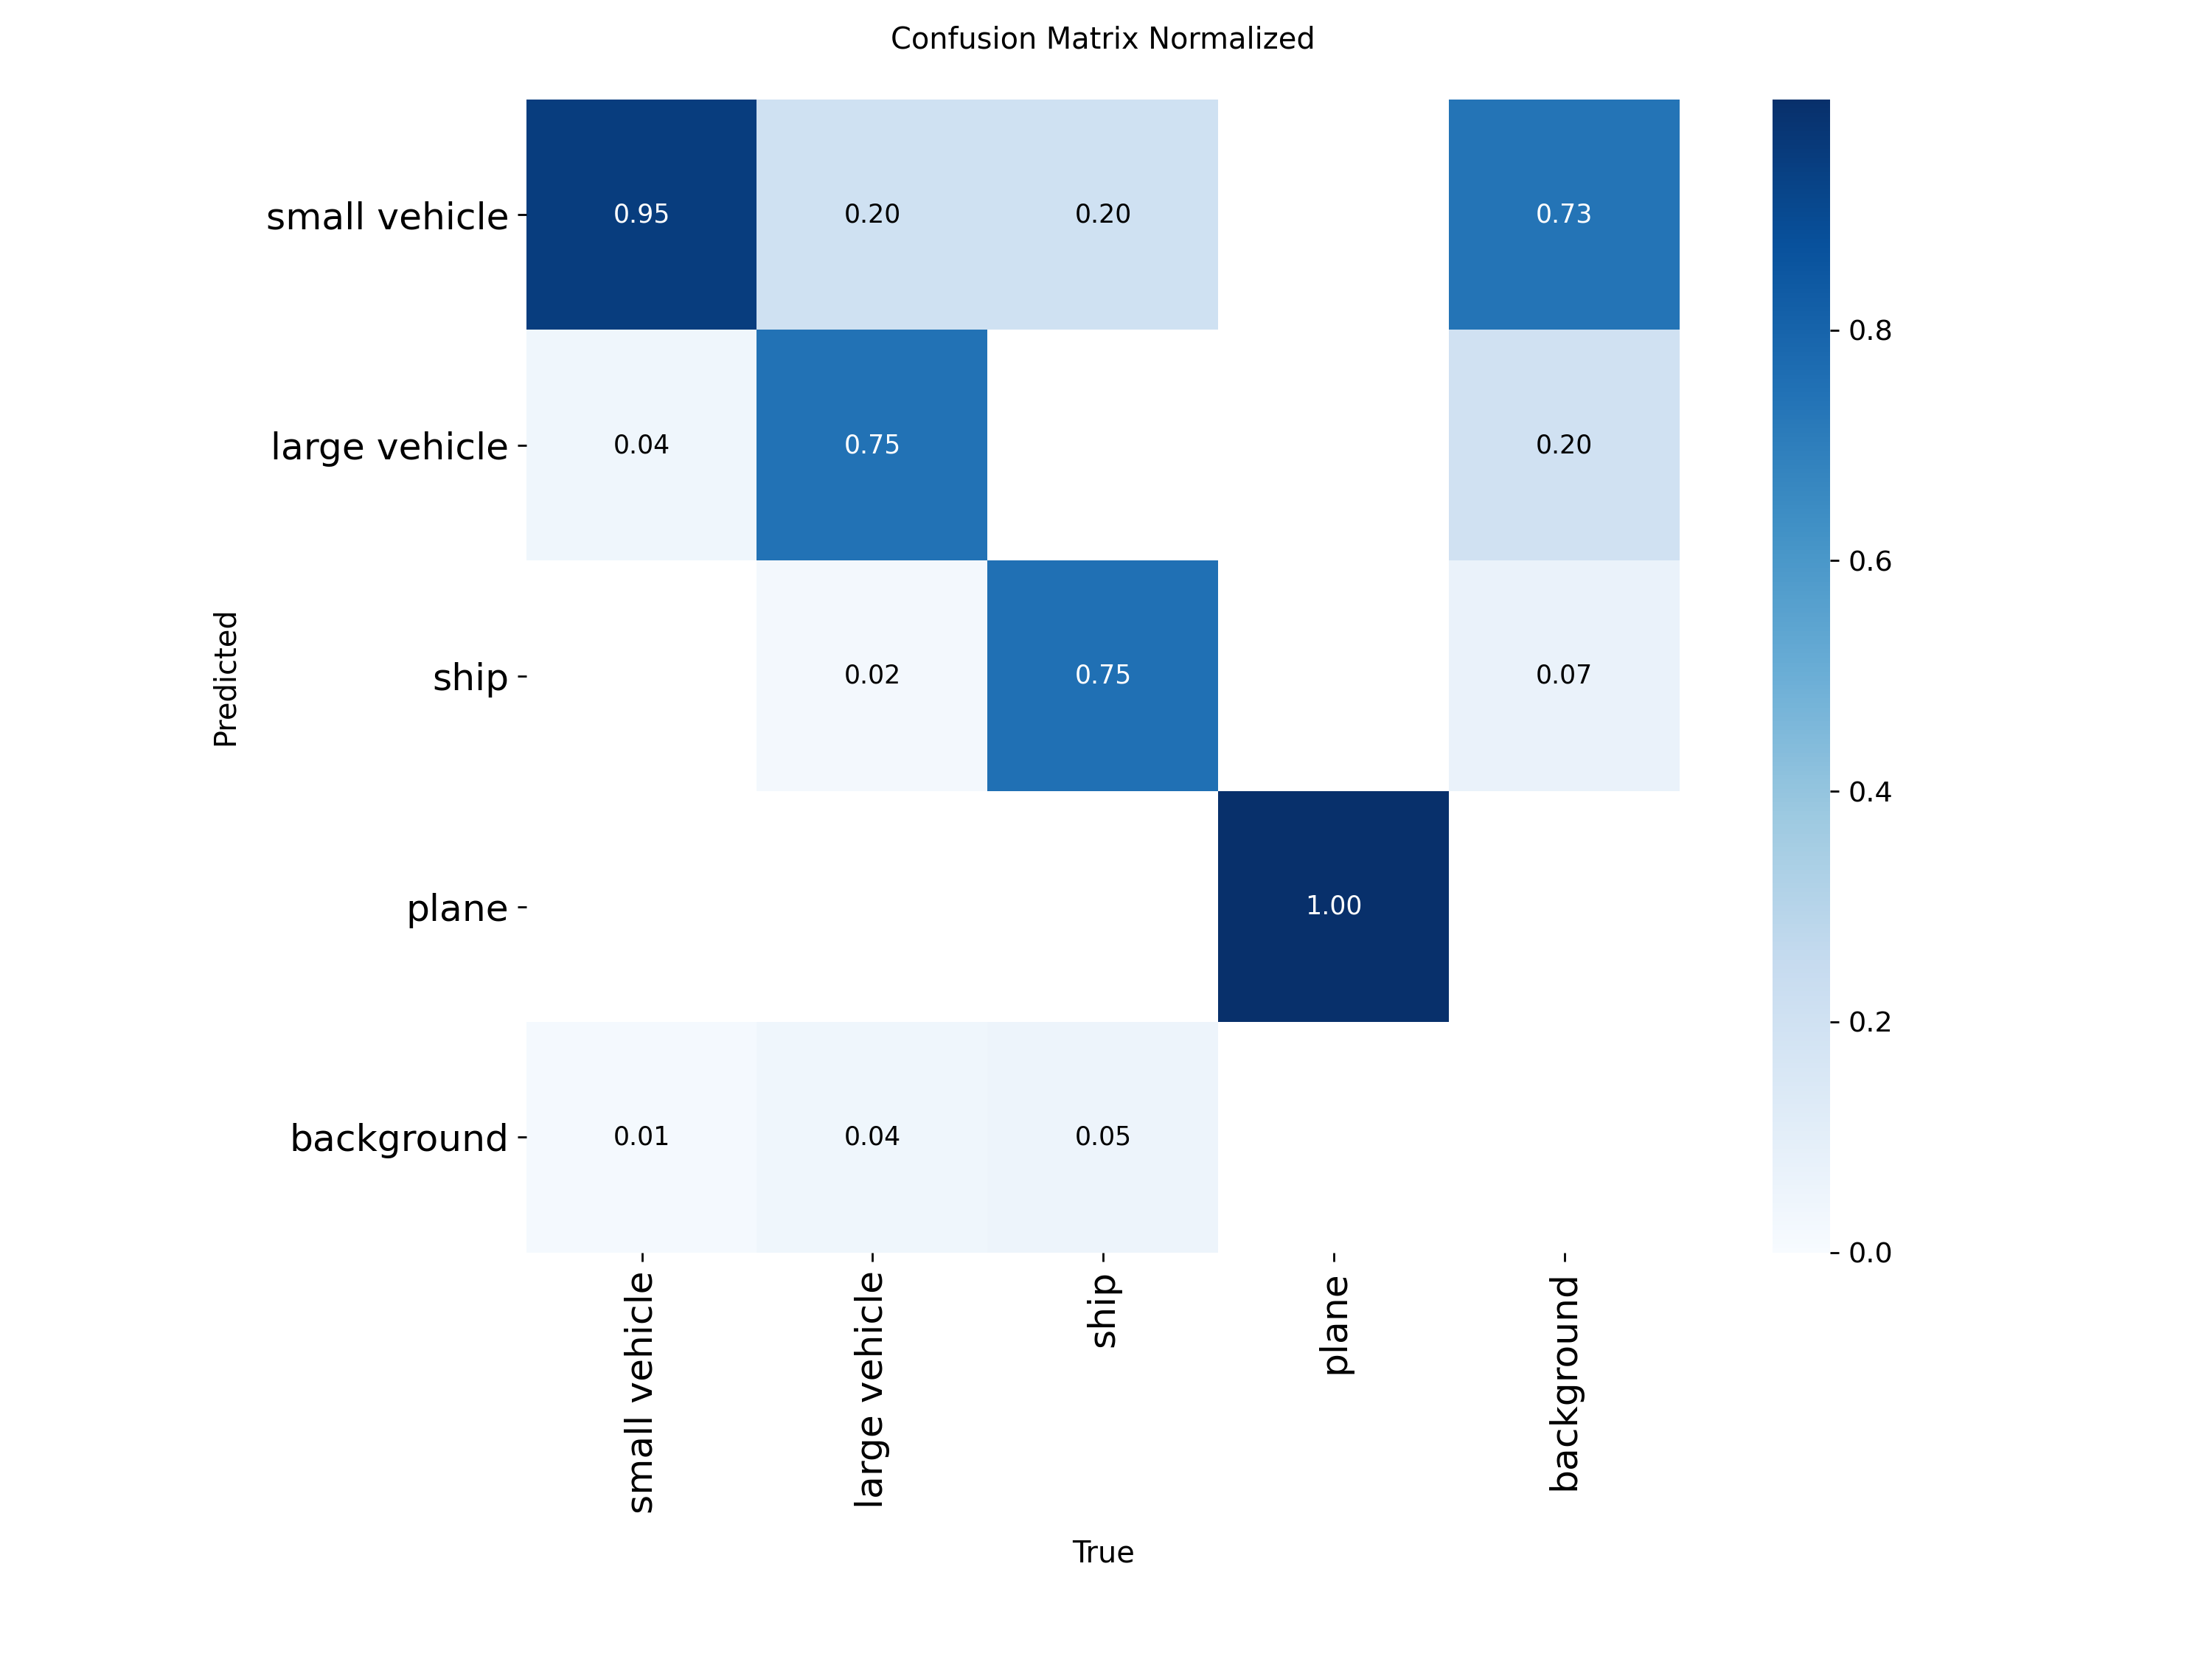 Confusion Matrix Normalized
small vehicle 0.95 0.20 0.20 0.73
0.8
large vehicle 0.04 0.75 0.20
0.6
Predicted
ship 0.02 0.75 0.07
0.4
plane 1.00
0.2
background 0.01 0.04 0.05
0.0
small vehicle large vehicle ship plane background
True